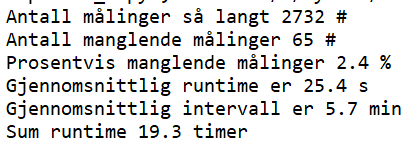 Antall målinger så langt 2732 #
Antall manglende målinger 65 #
Prosentvis manglende målinger 2.4 %
Gjennomsnittlig runtime er 25.4 s
Gjennomsnittlig intervall er 5.7 min
Sum runtime 19.3 timer